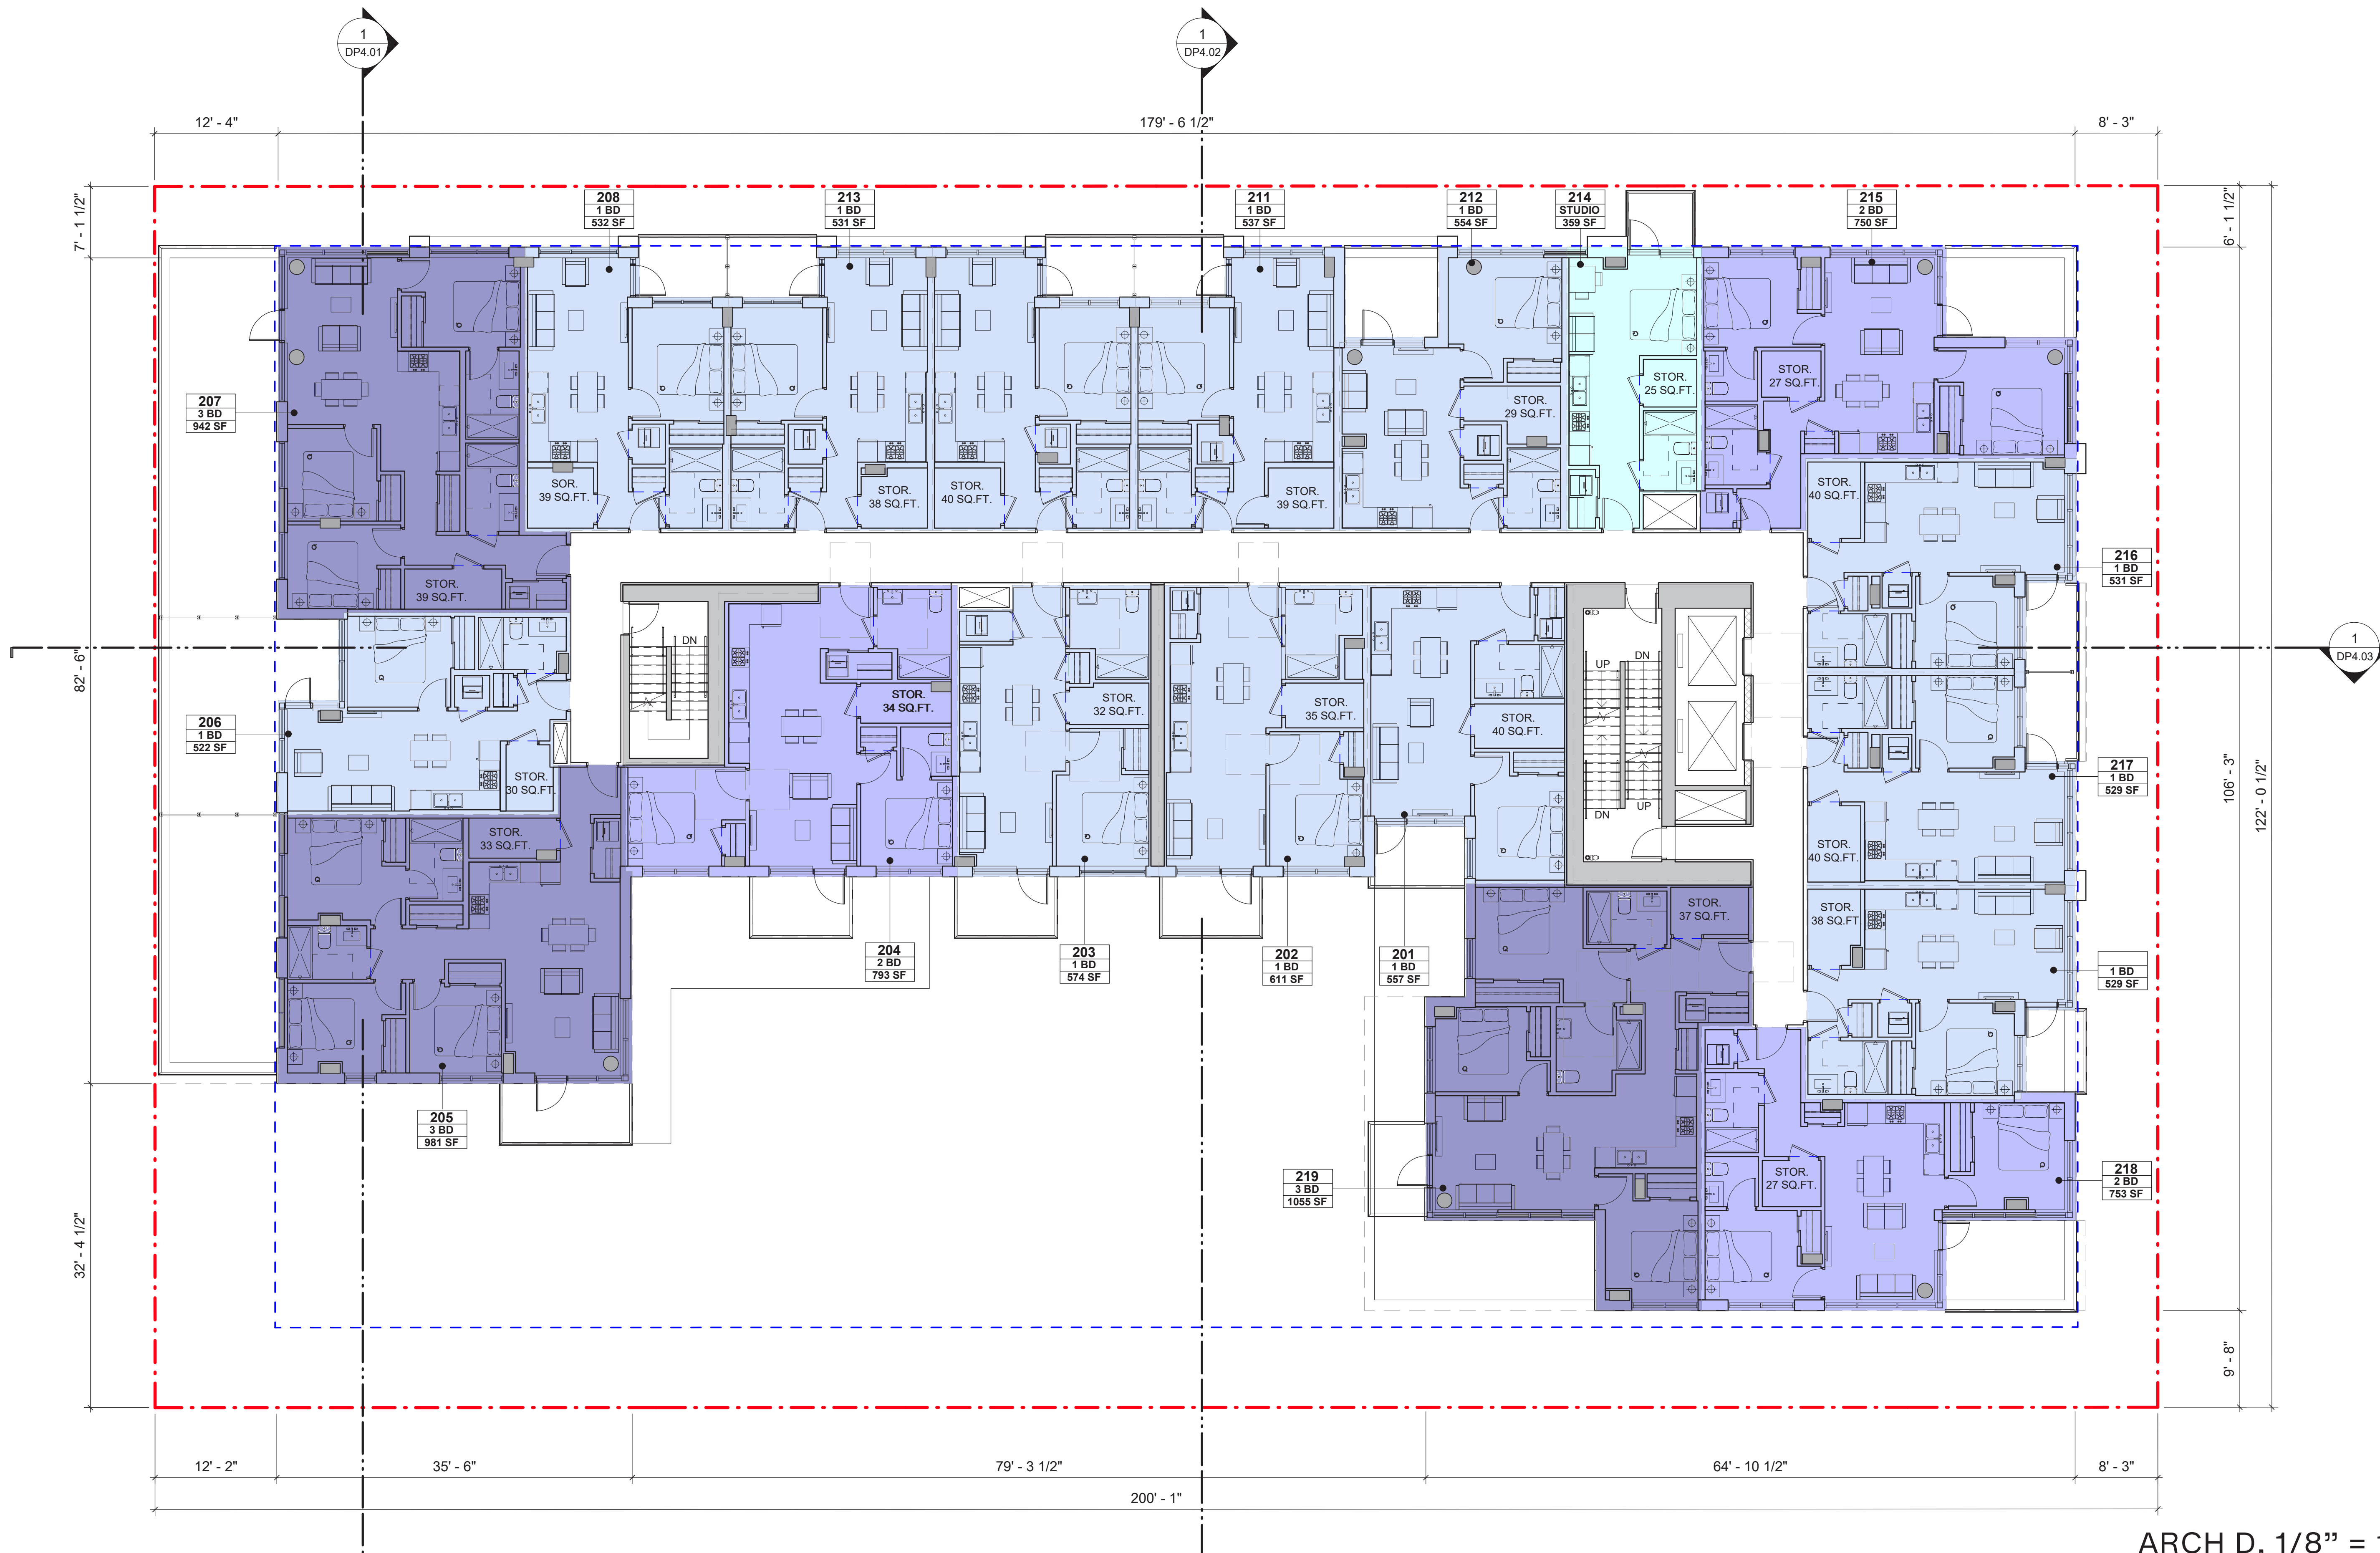 1
DP4.01
1
DP4.02
12' - 4"
179' - 6 1/2"
8' - 3"
7' - 1 1/2"
6' - 1 1/2"
208
1 BD
532 SF
213
1 BD
531 SF
211
1 BD
537 SF
212
1 BD
554 SF
214
STUDIO
359 SF
215
2 BD
750 SF
207
3 BD
942 SF
STOR.
29 SQ.FT.
STOR.
25 SQ.FT.
STOR.
27 SQ.FT.
SOR.
39 SQ.FT.
STOR.
38 SQ.FT.
STOR.
40 SQ.FT.
STOR.
39 SQ.FT.
STOR.
40 SQ.FT.
216
1 BD
531 SF
STOR.
39 SQ.FT.
82' - 6"
DN
UP
DN
1
DP4.03
206
1 BD
522 SF
STOR.
34 SQ.FT.
STOR.
32 SQ.FT.
STOR.
35 SQ.FT.
STOR.
40 SQ.FT.
STOR.
30 SQ.FT.
DN
UP
217
1 BD
529 SF
106' - 3"
122' - 0 1/2"
STOR.
33 SQ.FT.
STOR.
40 SQ.FT.
STOR.
37 SQ.FT.
STOR.
38 SQ.FT
204
2 BD
793 SF
203
1 BD
574 SF
202
1 BD
611 SF
201
1 BD
557 SF
1 BD
529 SF
205
3 BD
981 SF
219
3 BD
1055 SF
STOR.
27 SQ.FT.
218
2 BD
753 SF
32' - 4 1/2"
9' - 8"
12' - 2"
35' - 6"
79' - 3 1/2"
64' - 10 1/2"
8' - 3"
200' - 1"
ARCH D. 1/8” =